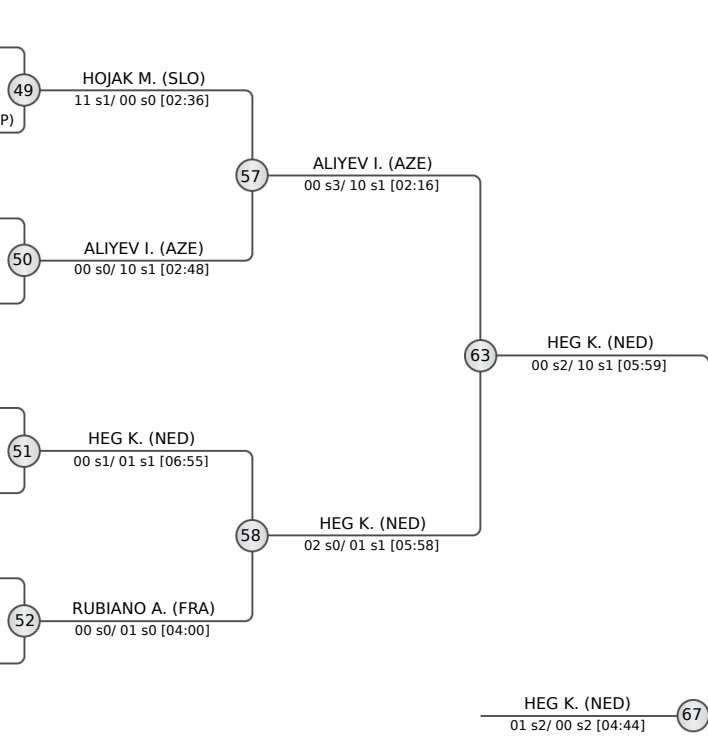 HOJAK M. (SLO)
49
11 s1/ 00 s0 [02:36]
P)
ALIYEV I. (AZE)
57
00 s3/ 10 s1 [02:16]
ALIYEV I. (AZE)
50
00 s0/ 10 s1 [02:48]
HEG K. (NED)
63
00 s2/ 10 s1 [05:59]
HEG K. (NED)
51
00 s1/ 01 s1 [06:55]
HEG K. (NED)
58
02 s0/ 01 s1 [05:58]
RUBIANO A. (FRA)
52
00 s0/ 01 s0 [04:00]
HEG K. (NED)
67
01 s2/ 00 s2 [04:44]